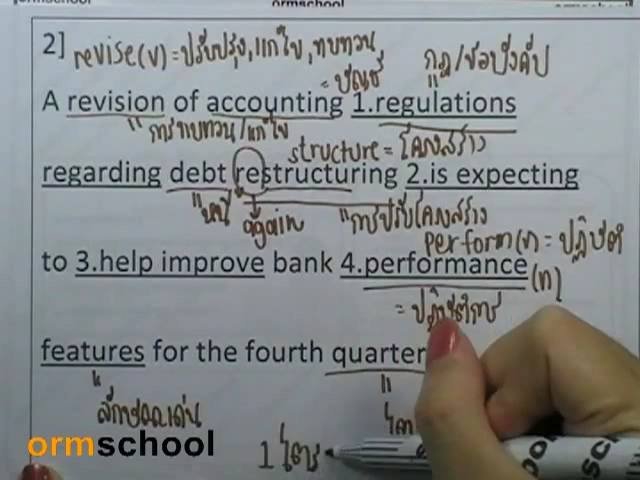 ormschool
2] revise(v) = ปรับปรุง, แก้ไข, ทบทวน
= บัญชี กฎ/ข้อบังคับ
A revision of accounting 1.regulations
การทบทวน/แก้ไข structure = โครงสร้าง
regarding debt restructuring 2.is expecting
หนี้ = การปรับโครงสร้าง
perform(v) = ปฏิบัติ
to 3.help improve bank 4.performance (n)
= ปฏิบัติการ
features for the fourth quarter
ลักษณะเด่น
ormschool
1 ไตร